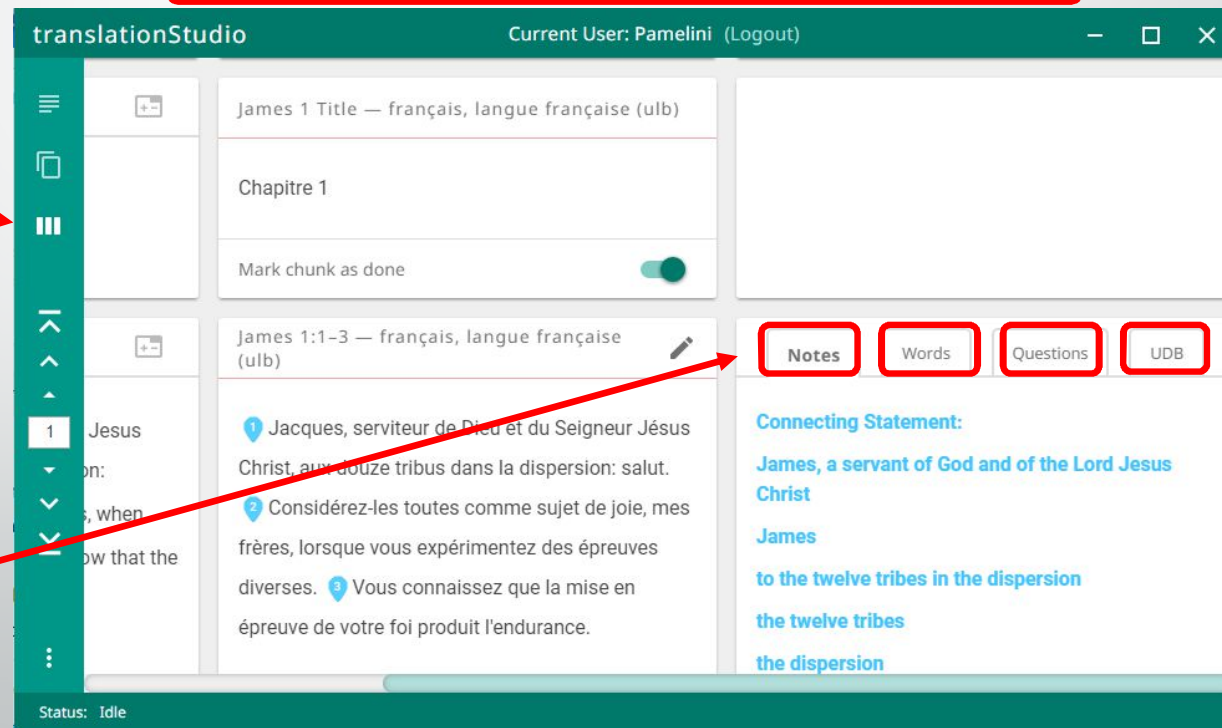 translationStudio
Current User: Pamelini (Logout)
James 1 Title — français, langue française (ulb)
Chapitre 1
Mark chunk as done
James 1:1–3 — français, langue française
(ulb)
1 Jacques, serviteur de Dieu et du Seigneur Jésus
Christ, aux douze tribus dans la dispersion: salut.
2 Considérez-les toutes comme sujet de joie, mes
frères, lorsque vous expérimentez des épreuves
diverses. 3 Vous connaissez que la mise en
épreuve de votre foi produit l'endurance.
Notes
Words
Questions
UDB
Connecting Statement:
James, a servant of God and of the Lord Jesus
Christ
James
to the twelve tribes in the dispersion
the twelve tribes
the dispersion
1
Jesus
on:
s, when
ow that the
Status: Idle